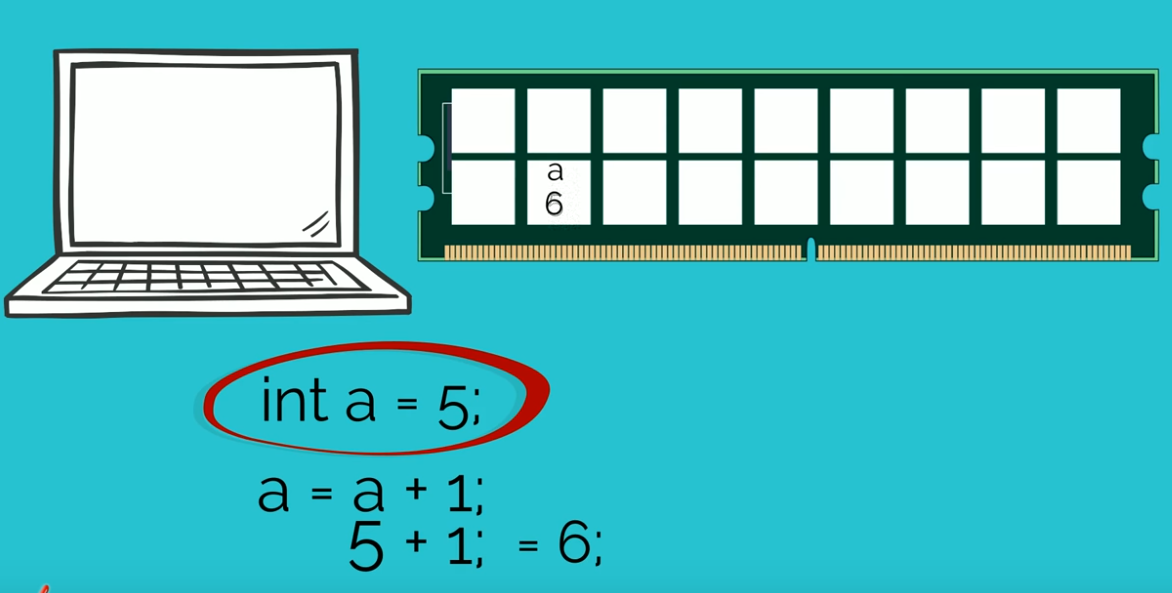 a
6
int a = 5;
a = a + 1;
5 + 1; = 6;